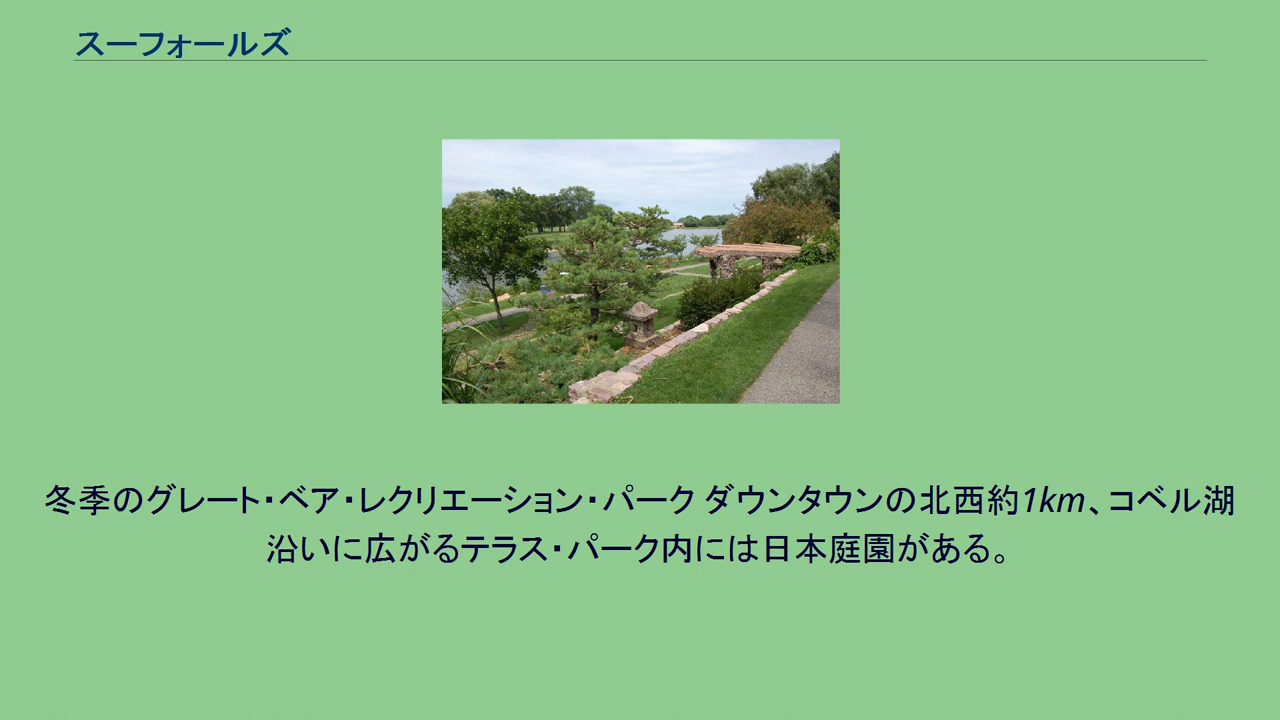 スーフォールズ
冬季のグレート・ベア・レクリエーション・パーク ダウンタウンの北西約1km、コベル湖
沿いに広がるテラス・パーク内には日本庭園がある。